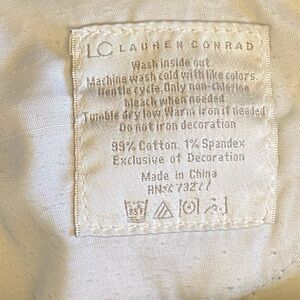 LC LAUREN CONRAD
Wash inside out.
Machine wash cold with like colors.
Gentle cycle. Only non-chlorine
bleach when needed.
Tumble dry low. Warm iron if needed
Do not iron decoration
99% Cotton, 1% Spandex
Exclusive of Decoration
Made in China